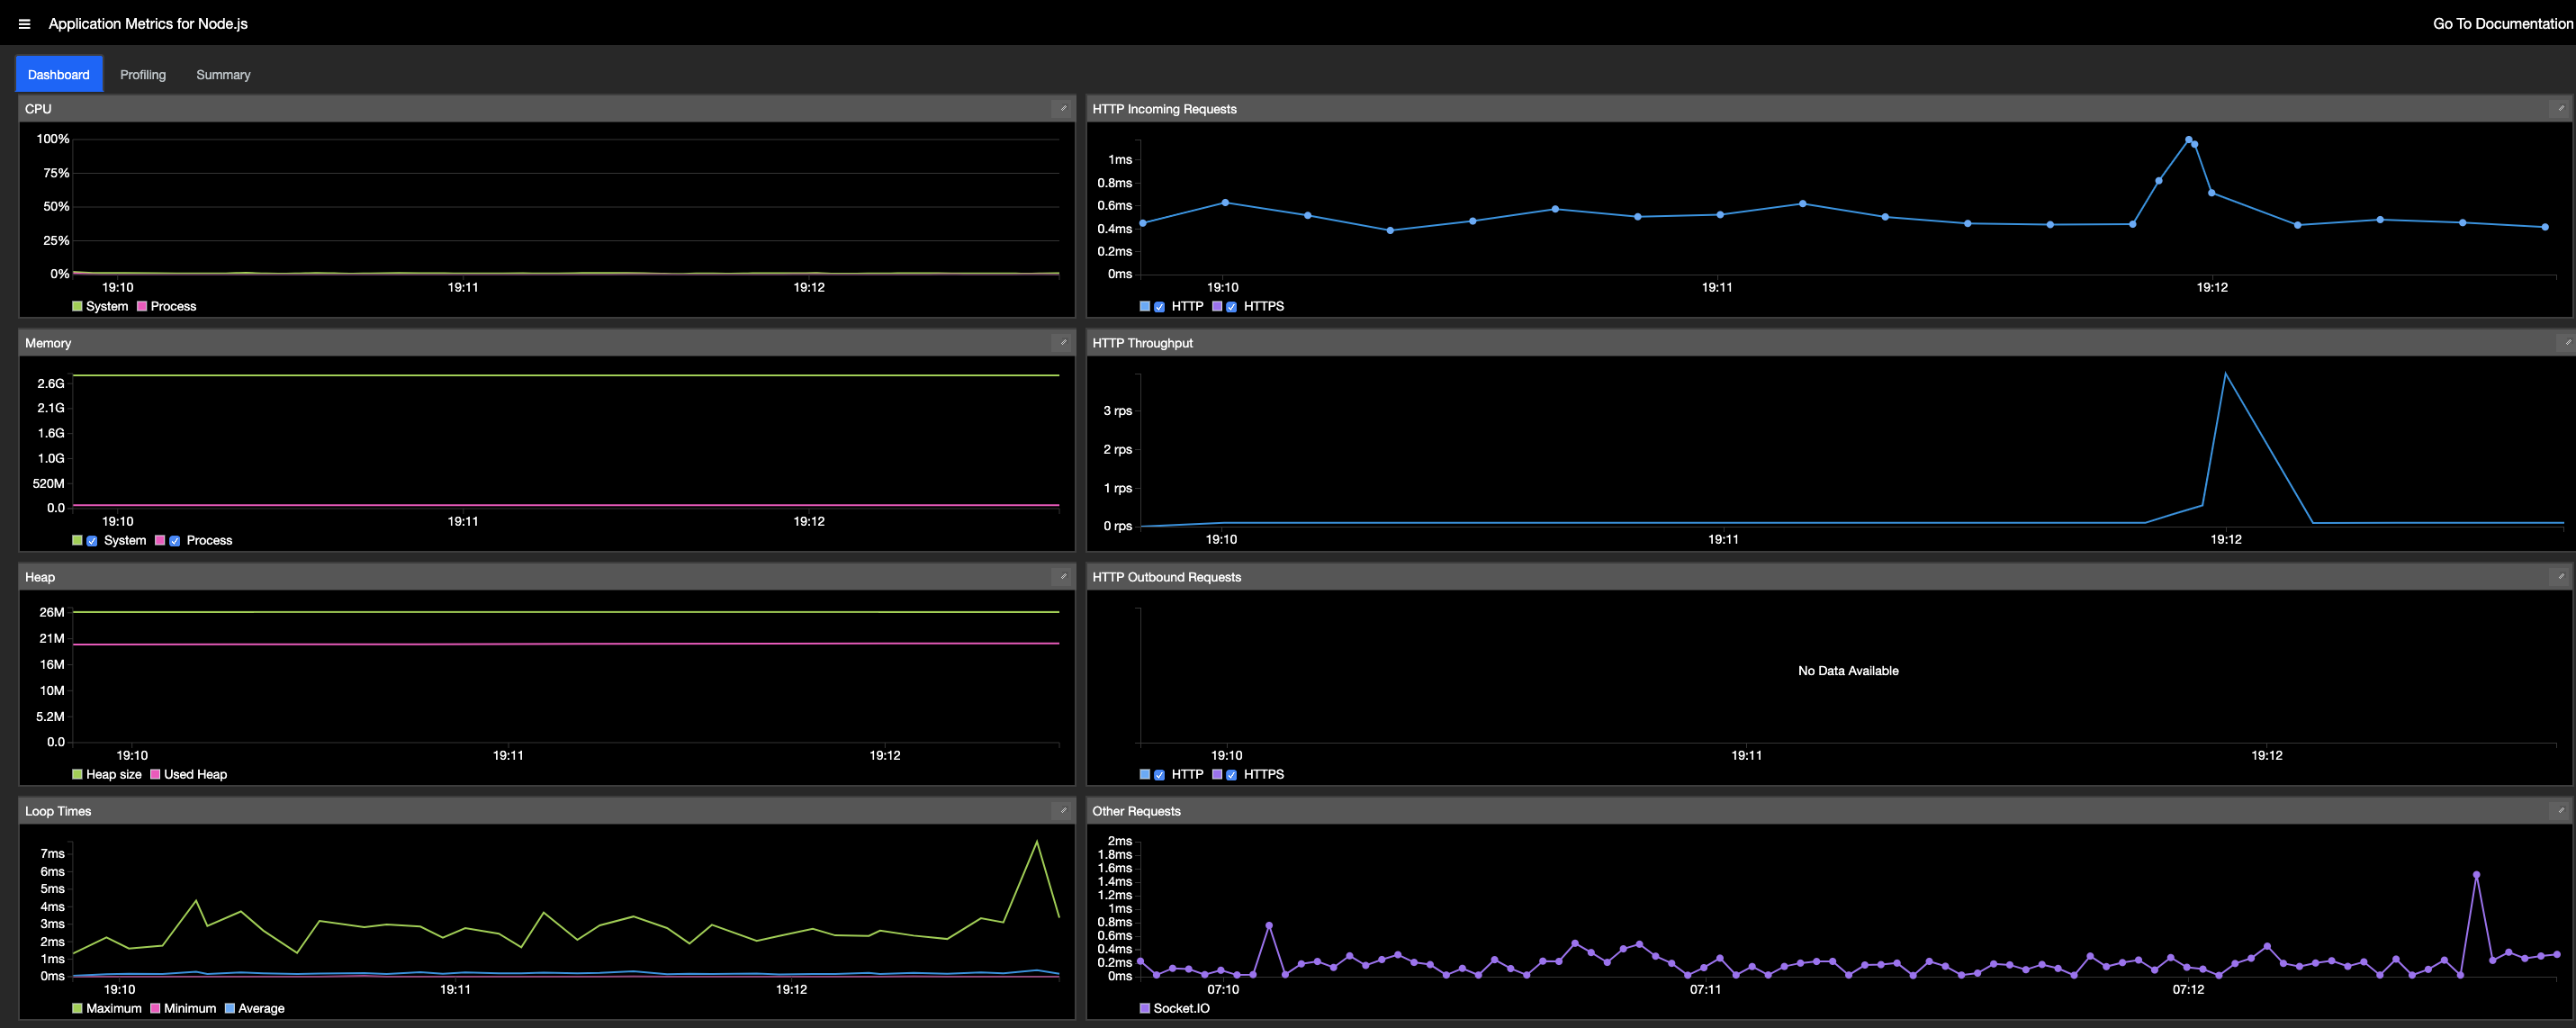 Application Metrics for Node.js
Go To Documentation
Dashboard Profiling Summary
CPU
100%
75%
50%
25%
0%
19:10 19:11 19:12
System Process
HTTP Incoming Requests
1ms
0.8ms
0.6ms
0.4ms
0.2ms
0ms
19:10 19:11 19:12
HTTP HTTPS
Memory
2.6G
2.1G
1.6G
1.0G
520M
0.0
19:10 19:11 19:12
System Process
HTTP Throughput
3 rps
2 rps
1 rps
0 rps
19:10 19:11 19:12
Heap
26M
21M
16M
10M
5.2M
0.0
19:10 19:11 19:12
Heap size Used Heap
HTTP Outbound Requests
No Data Available
19:10 19:11 19:12
HTTP HTTPS
Loop Times
7ms
6ms
5ms
4ms
3ms
2ms
1ms
0ms
19:10 19:11 19:12
Maximum Minimum Average
Other Requests
2ms
1.8ms
1.6ms
1.4ms
1.2ms
1ms
0.8ms
0.6ms
0.4ms
0.2ms
0ms
07:10 07:11 07:12
Socket.IO